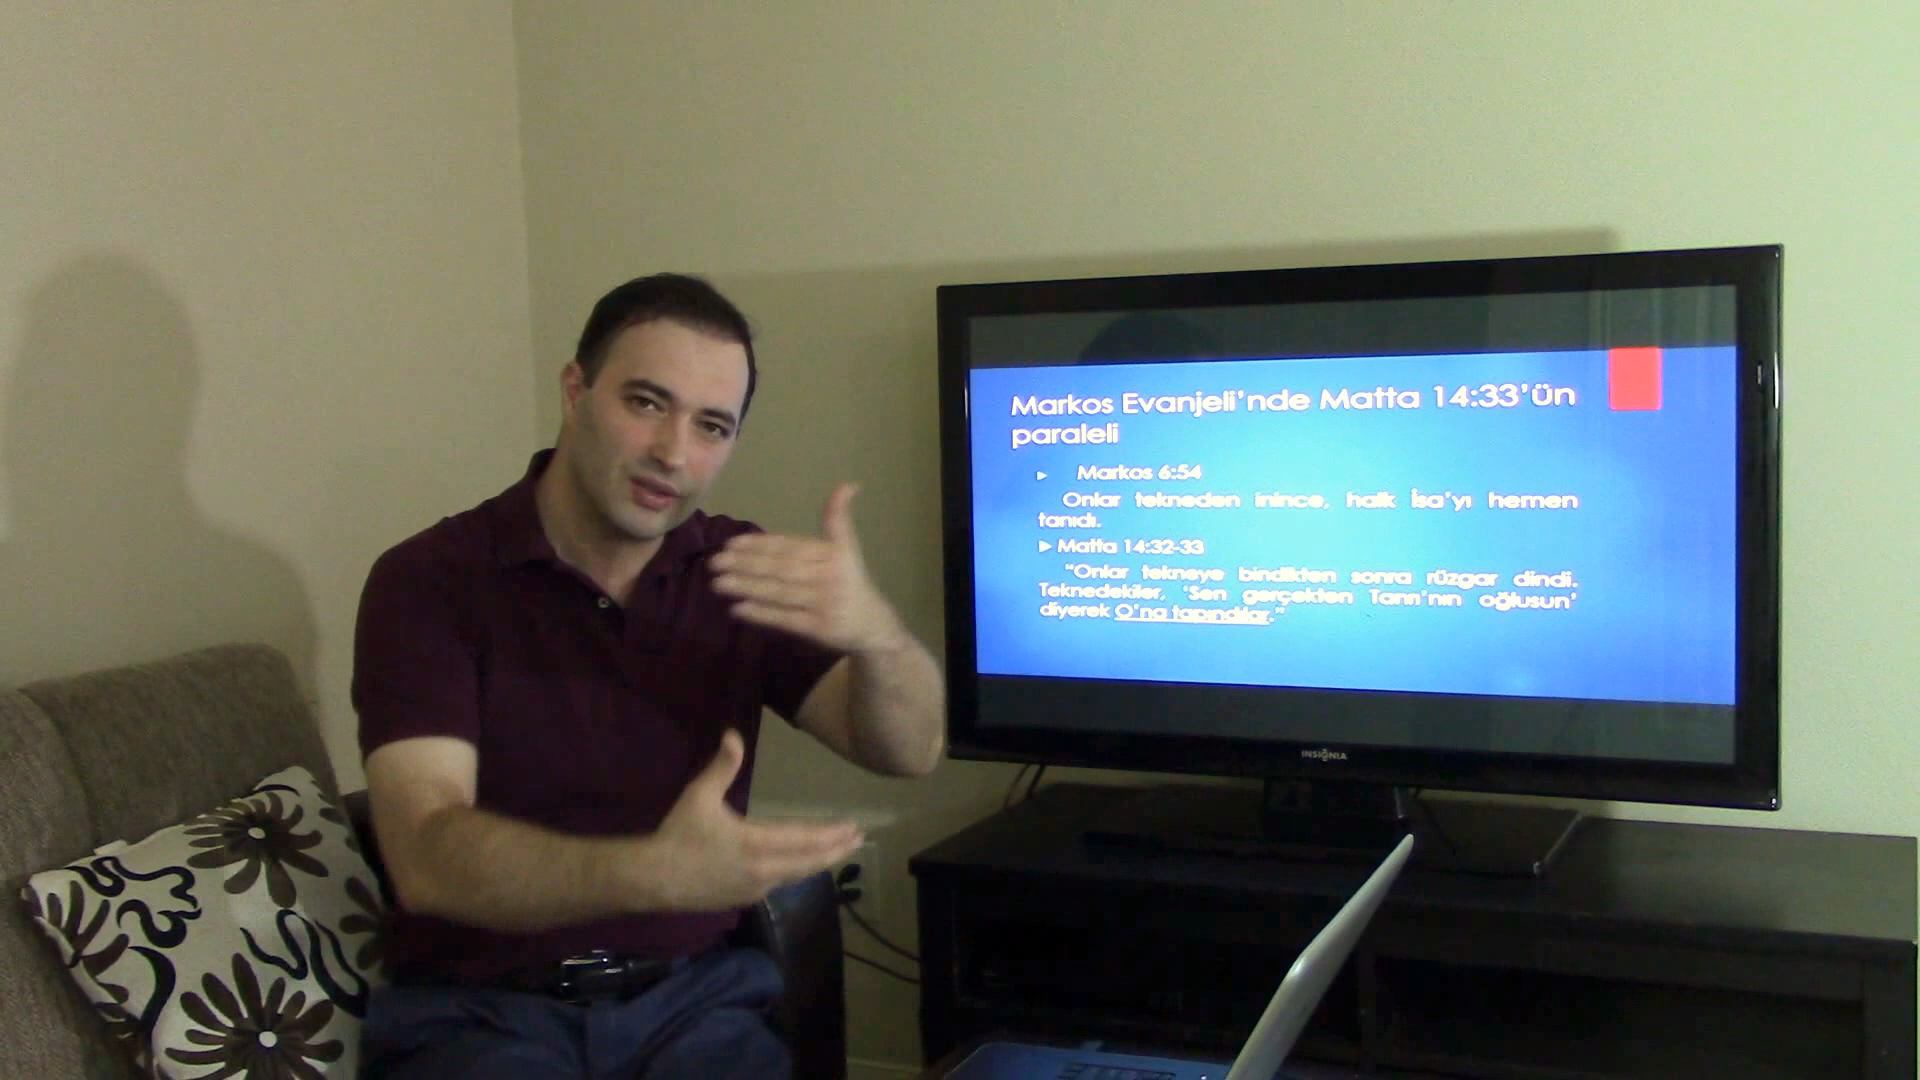 Markos Evanjeli'nde Matta 14:33'ün
paraleli
Markos 6:54
Onlar tekneden inince, halk İsa'yı hemen
tanıdı.
Matta 14:32-33
"Onlar tekneye bindikten sonra rüzgar dindi.
Teknedekiler, 'Sen gerçekten Tanrı'nın oğlusun'
diyerek O'na tapındılar."
INSIGNIA